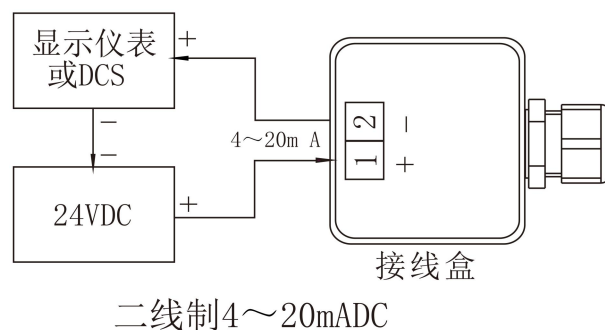 显示仪表
或DCS
+
−
−
24VDC
+
4～20m A
2 −
1 +
接线盒
二线制4～20mADC